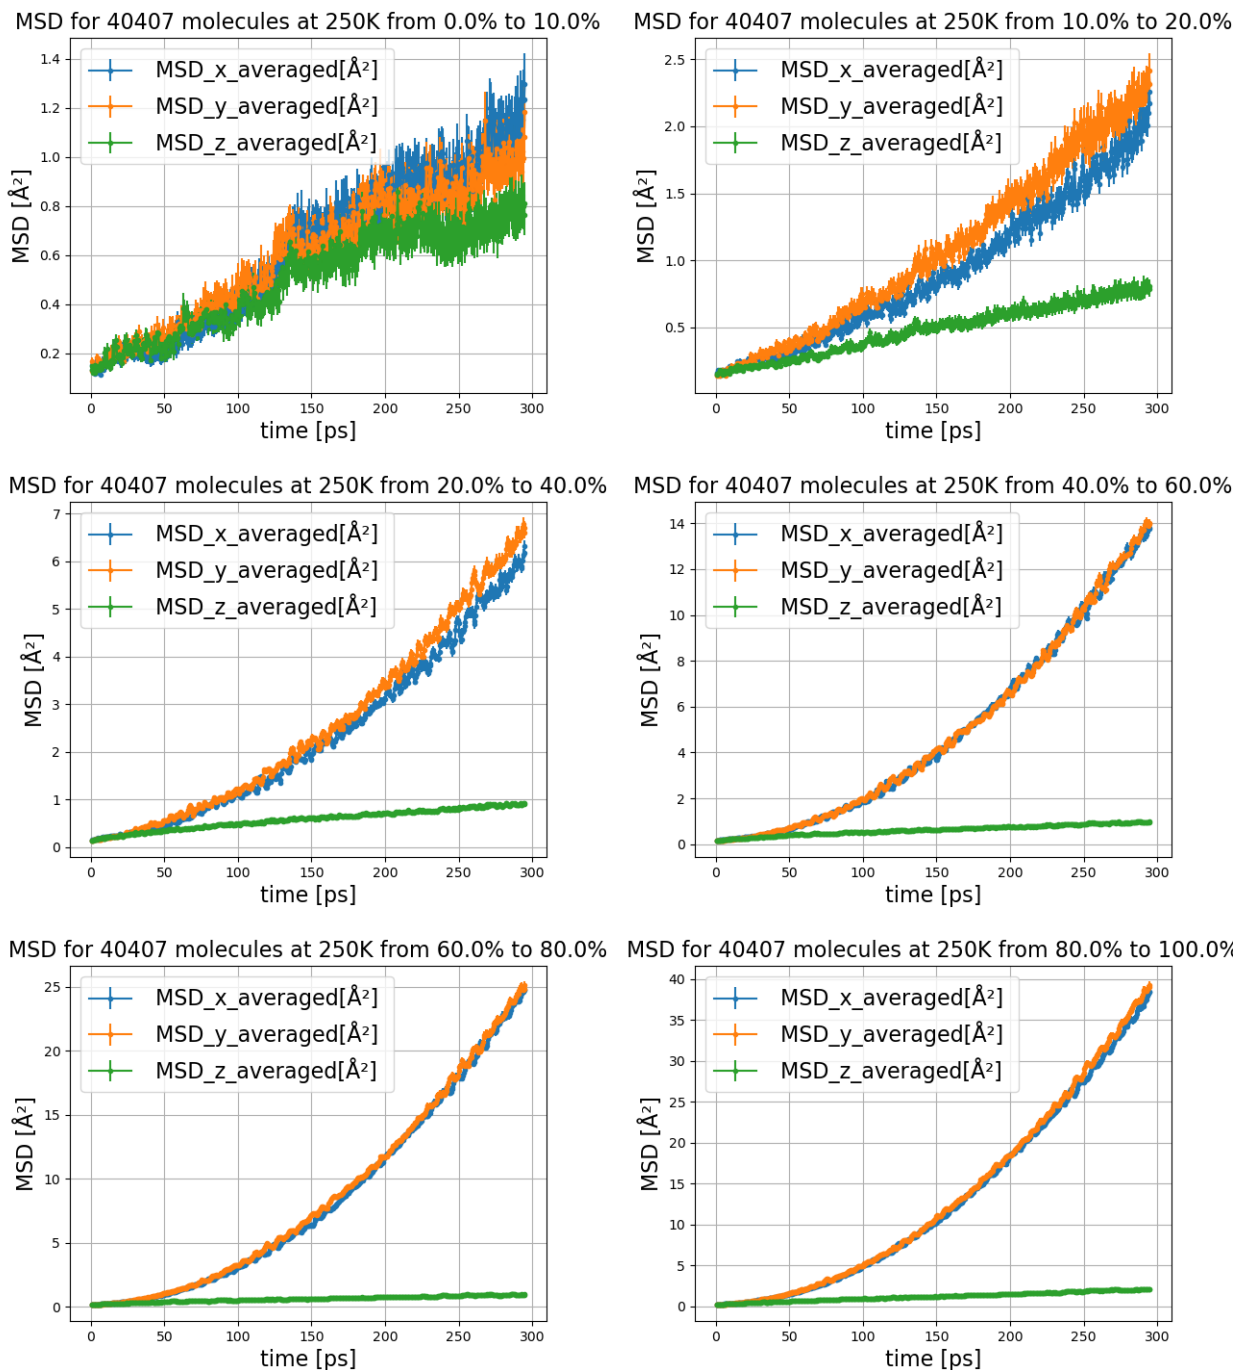 MSD for 40407 molecules at 250K from 0.0% to 10.0%
MSD_x_averaged[Å²]
MSD_y_averaged[Å²]
MSD_z_averaged[Å²]
MSD [Å²]
1.4
1.2
1.0
0.8
0.6
0.4
0.2
0 50 100 150 200 250 300
time [ps]
MSD for 40407 molecules at 250K from 10.0% to 20.0%
MSD_x_averaged[Å²]
MSD_y_averaged[Å²]
MSD_z_averaged[Å²]
MSD [Å²]
2.5
2.0
1.5
1.0
0.5
0 50 100 150 200 250 300
time [ps]
MSD for 40407 molecules at 250K from 20.0% to 40.0%
MSD_x_averaged[Å²]
MSD_y_averaged[Å²]
MSD_z_averaged[Å²]
MSD [Å²]
7
6
5
4
3
2
1
0
0 50 100 150 200 250 300
time [ps]
MSD for 40407 molecules at 250K from 40.0% to 60.0%
MSD_x_averaged[Å²]
MSD_y_averaged[Å²]
MSD_z_averaged[Å²]
MSD [Å²]
14
12
10
8
6
4
2
0
0 50 100 150 200 250 300
time [ps]
MSD for 40407 molecules at 250K from 60.0% to 80.0%
MSD_x_averaged[Å²]
MSD_y_averaged[Å²]
MSD_z_averaged[Å²]
MSD [Å²]
25
20
15
10
5
0
0 50 100 150 200 250 300
time [ps]
MSD for 40407 molecules at 250K from 80.0% to 100.0%
MSD_x_averaged[Å²]
MSD_y_averaged[Å²]
MSD_z_averaged[Å²]
MSD [Å²]
40
35
30
25
20
15
10
5
0
0 50 100 150 200 250 300
time [ps]